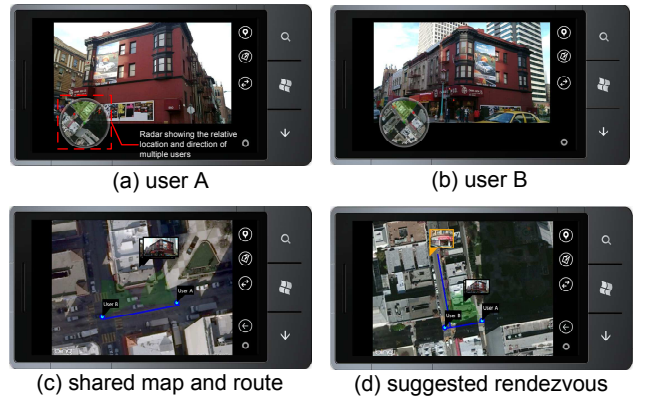 Radar showing the relative
location and direction of
multiple users
(a) user A
(b) user B
User A
User B
(c) shared map and route
User B
User A
(d) suggested rendezvous